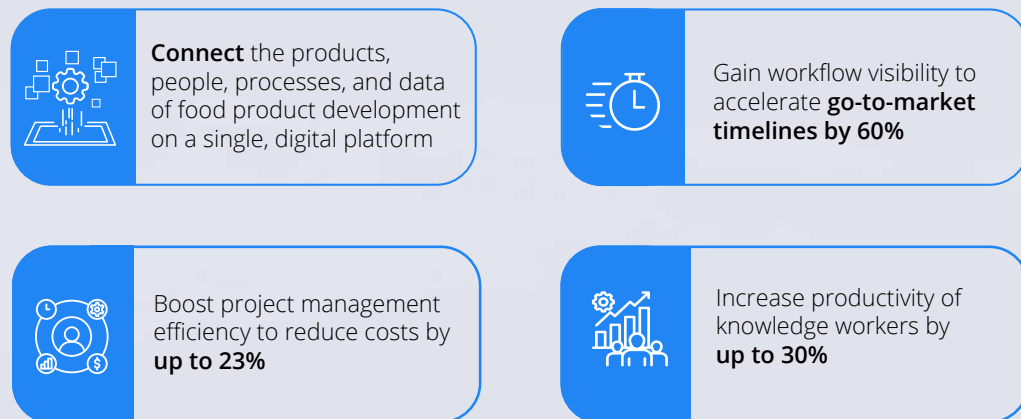 Connect the products,
people, processes, and data
of food product development
on a single, digital platform
Gain workflow visibility to
accelerate go-to-market
timelines by 60%
Boost project management
efficiency to reduce costs by
up to 23%
$
Increase productivity of
knowledge workers by
up to 30%